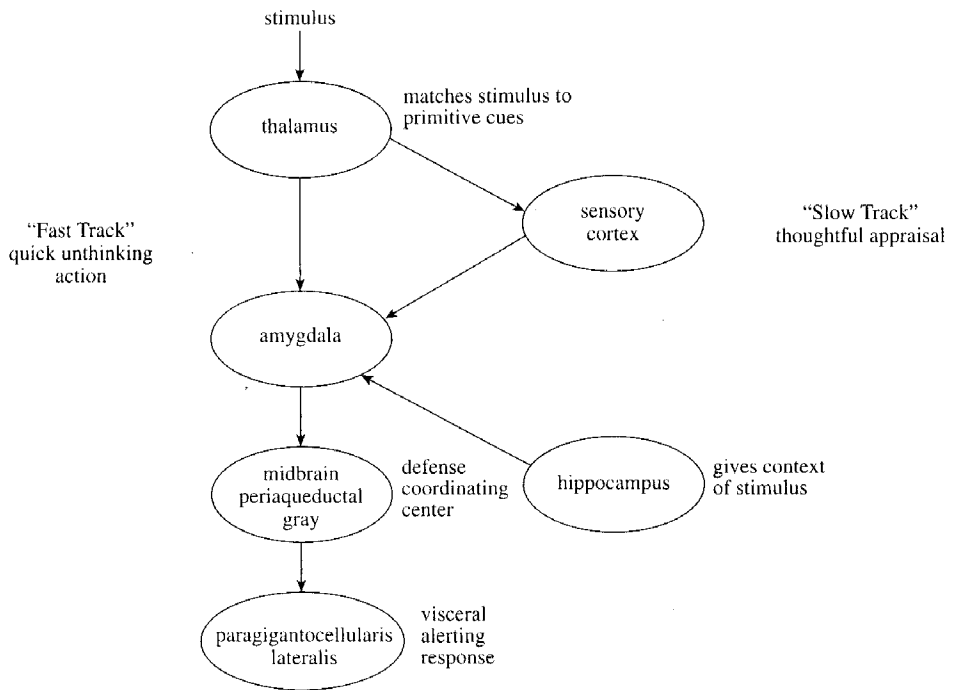 stimulus
thalamus
matches stimulus to
primitive cues
sensory
cortex
“Slow Track”
thoughtful appraisal
“Fast Track”
quick unthinking
action
amygdala
midbrain
periaqueductal
gray
defense
coordinating
center
hippocampus
gives context
of stimulus
paragigantocellularis
lateralis
visceral
alerting
response